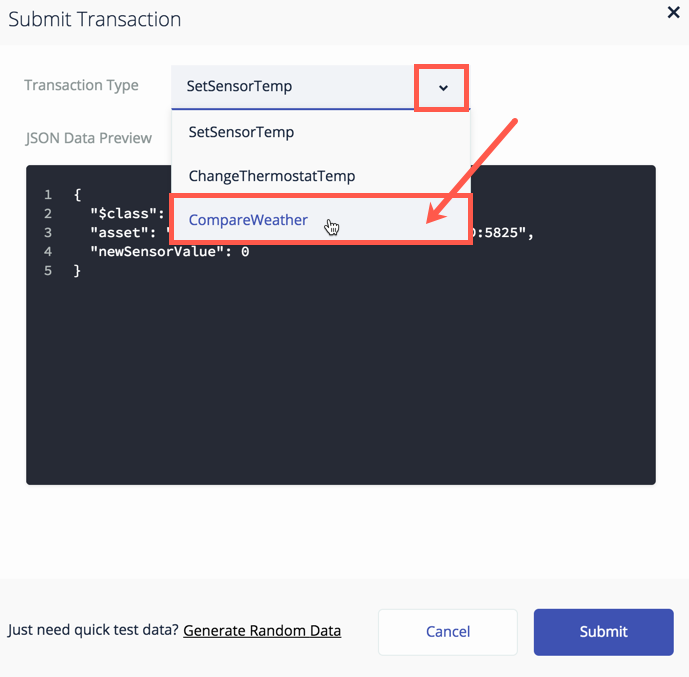 Submit Transaction
Transaction Type
SetSensorTemp
SetSensorTemp
ChangeThermostatTemp
CompareWeather
JSON Data Preview
1 {
2 "$class":
3 "asset": :5825",
4 "newSensorValue": 0
5 }
Just need quick test data? Generate Random Data
Cancel
Submit